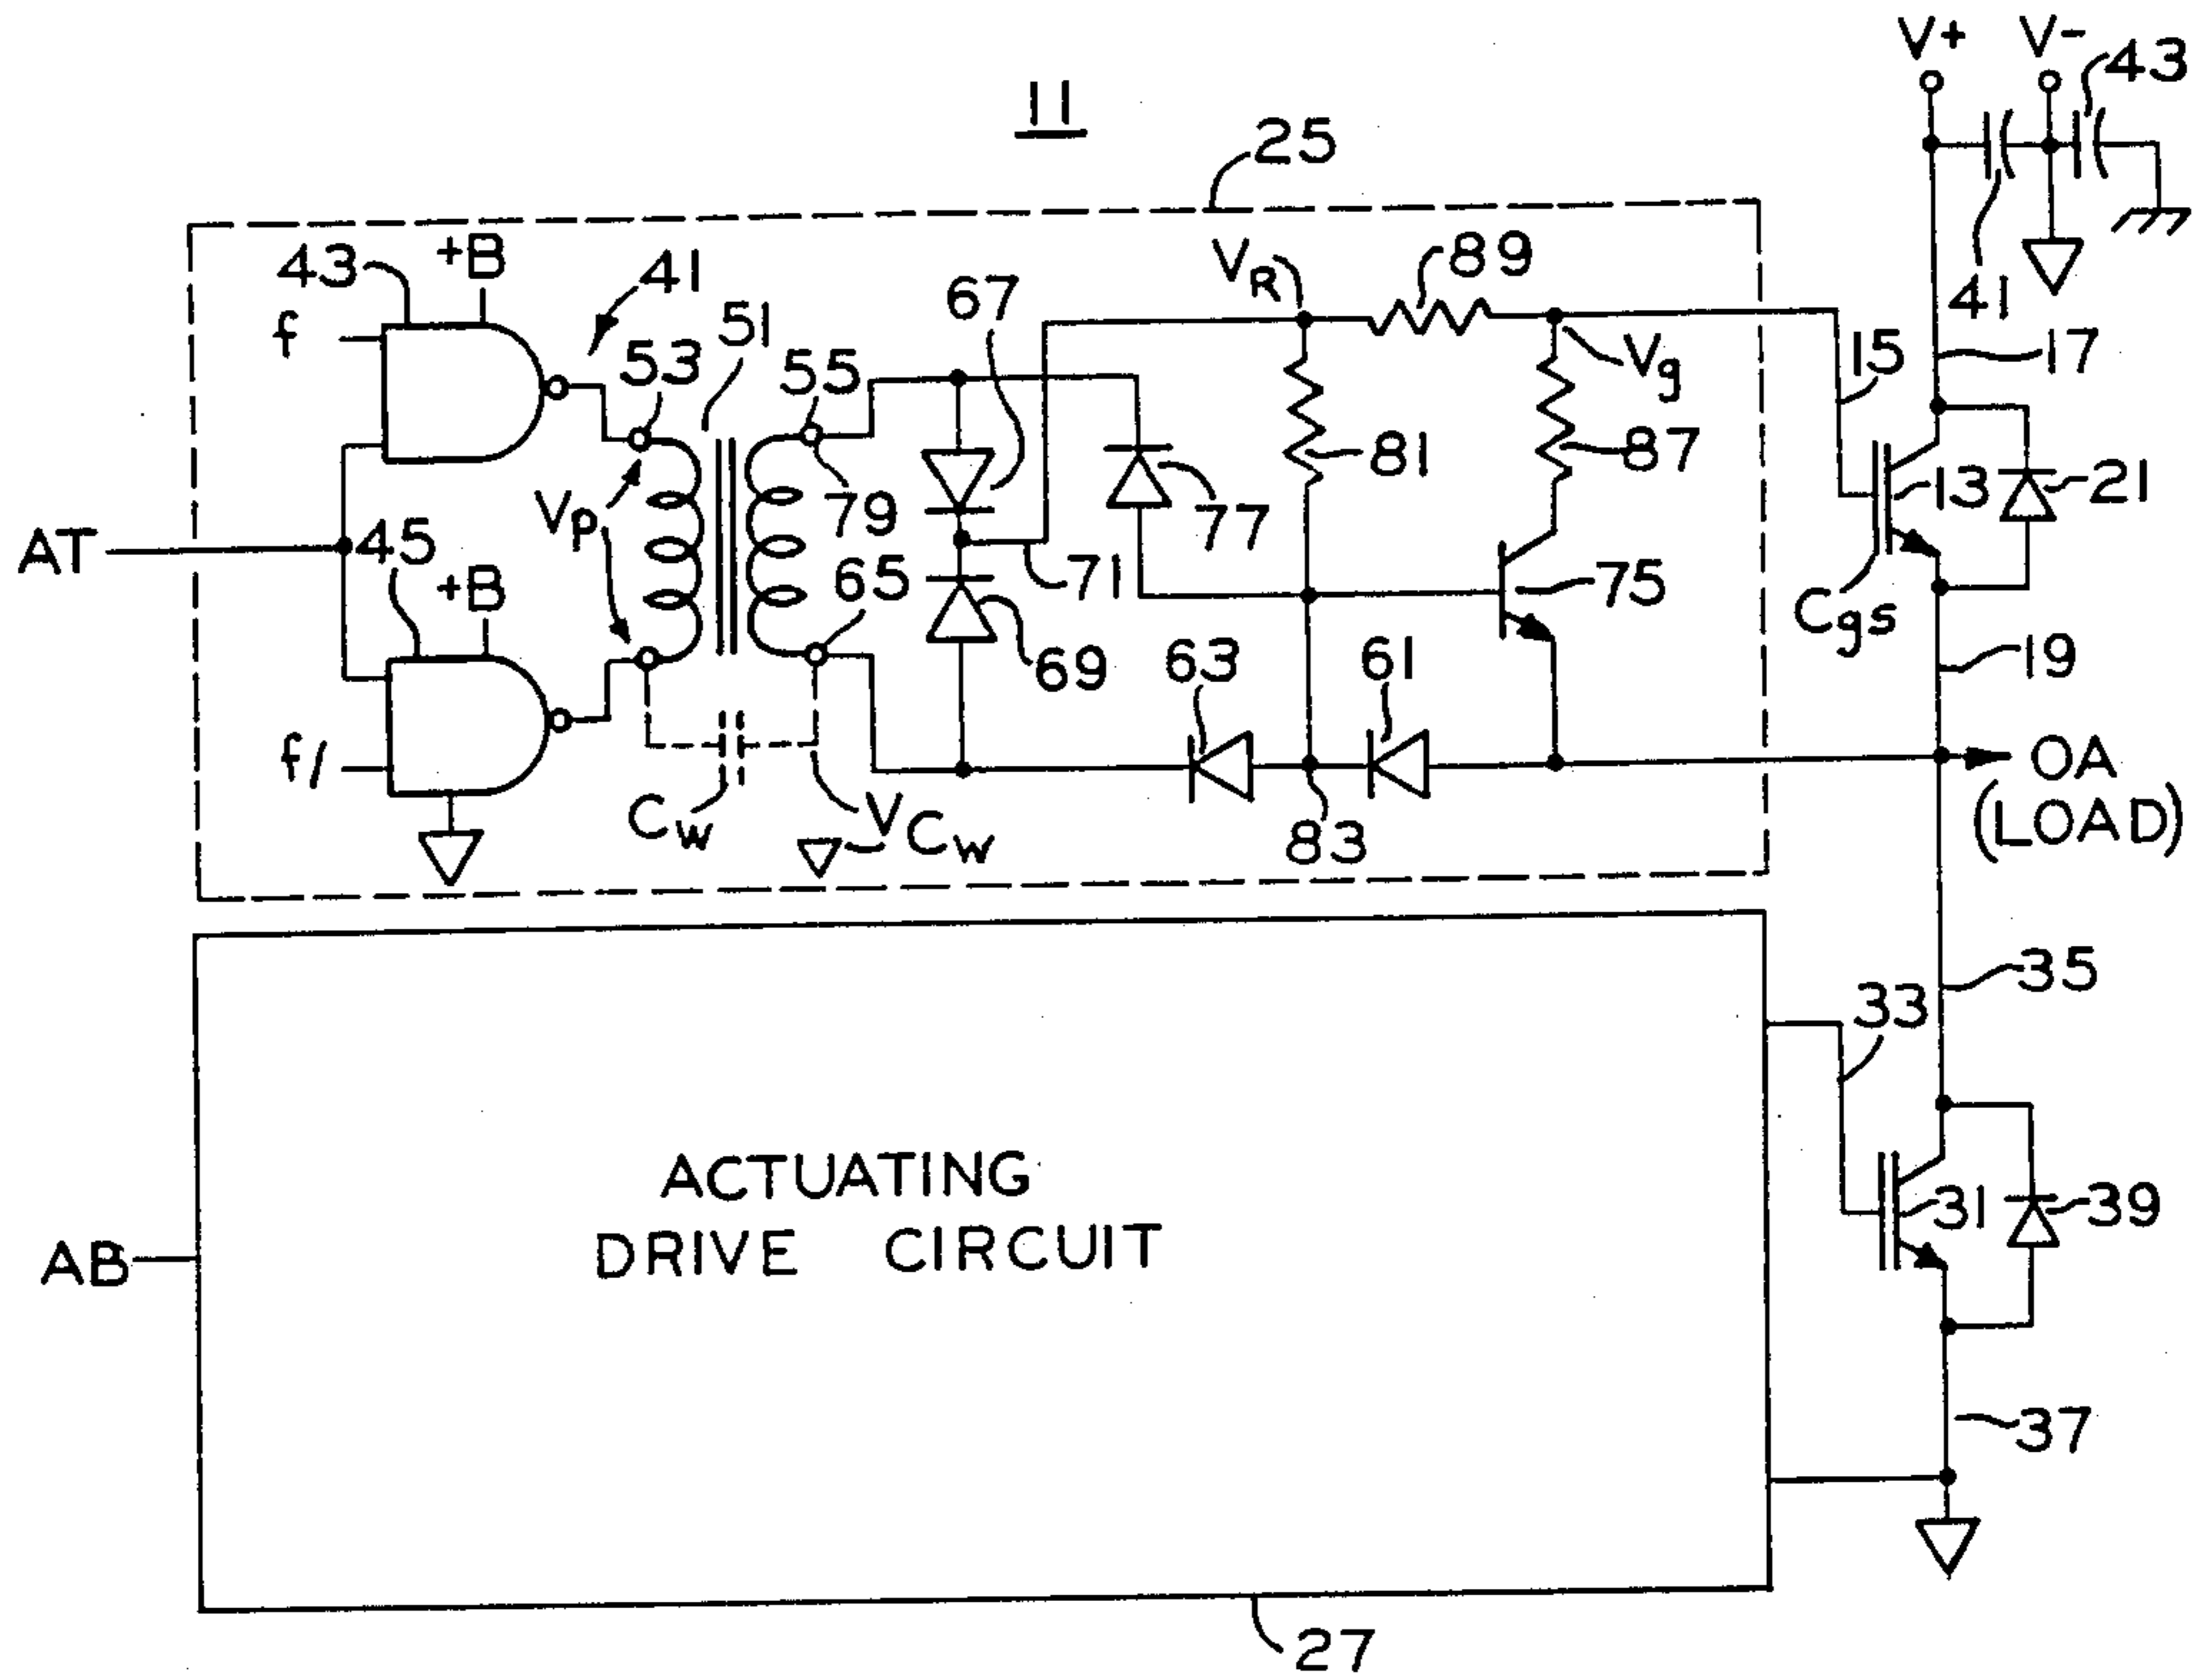 V+ V-
43
11
25
43
+B
41
f
67
VR
89
41
17
53
51
55
Vg
15
81
87
Vp
79
77
13
21
AT
45
+B
65
71
75
Cgs
69
63
61
19
f/
OA
(LOAD)
Cw
VCw
83
35
33
ACTUATING
DRIVE CIRCUIT
AB
31
39
37
27